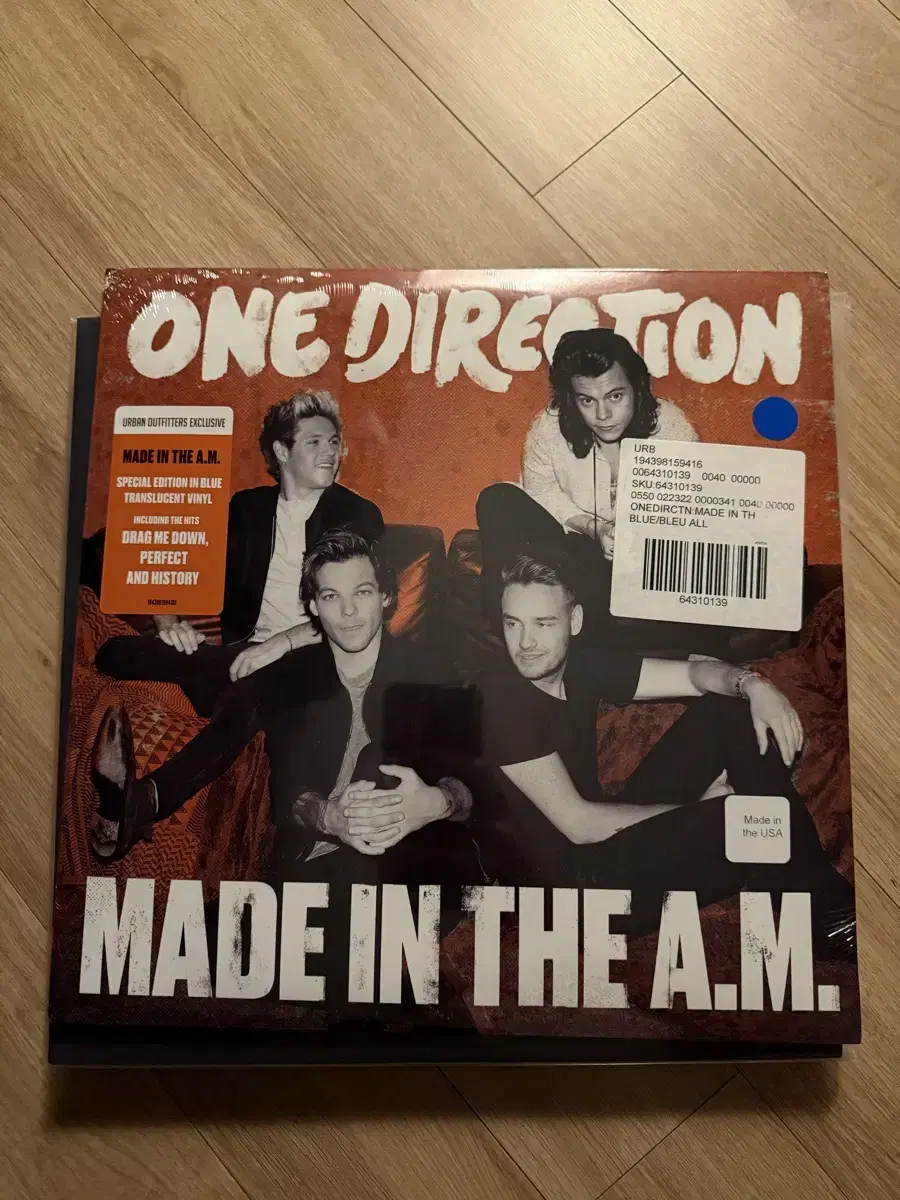 ONE DIRECTION
URBAN OUTFITTERS EXCLUSIVE
MADE IN THE A.M.
SPECIAL EDITION IN BLUE
TRANSLUCENT VINYL
INCLUDING THE HITS
DRAG ME DOWN,
PERFECT
AND HISTORY
URB
194398159416
0064310139 0040 00000
SKU:64310139
0550 022322 0000341 0040 00000
ONEDIRCTN:MADE IN TH
BLUE/BLEU ALL
64310139
Made in
the USA
MADE IN THE A.M.